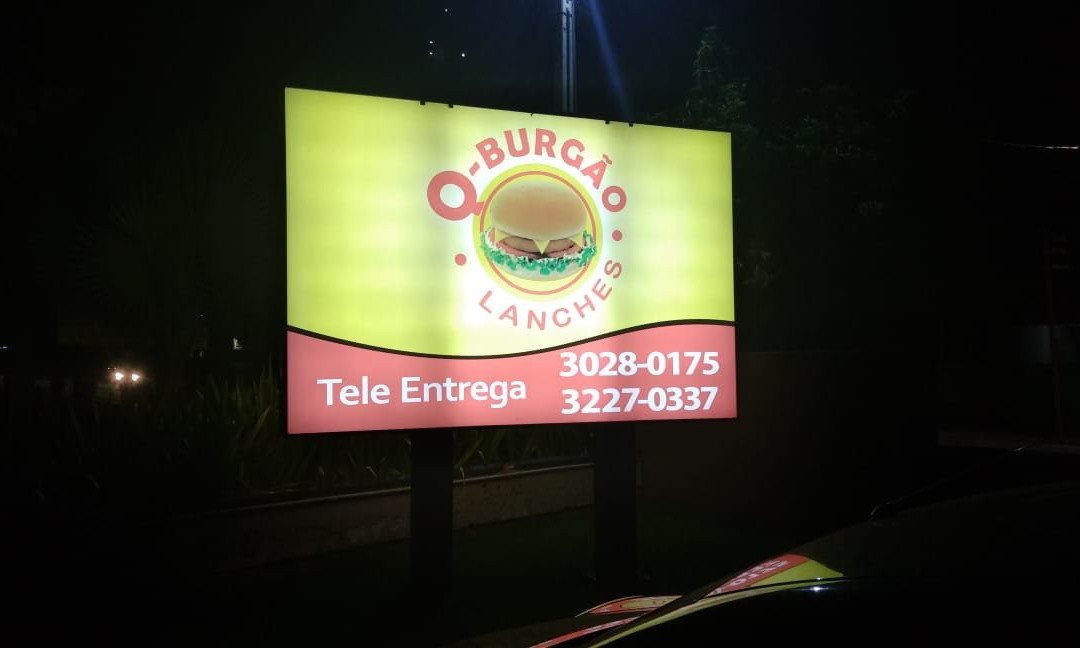 Q-BURGÃO
LANCHES
Tele Entrega
3028-0175
3227-0337